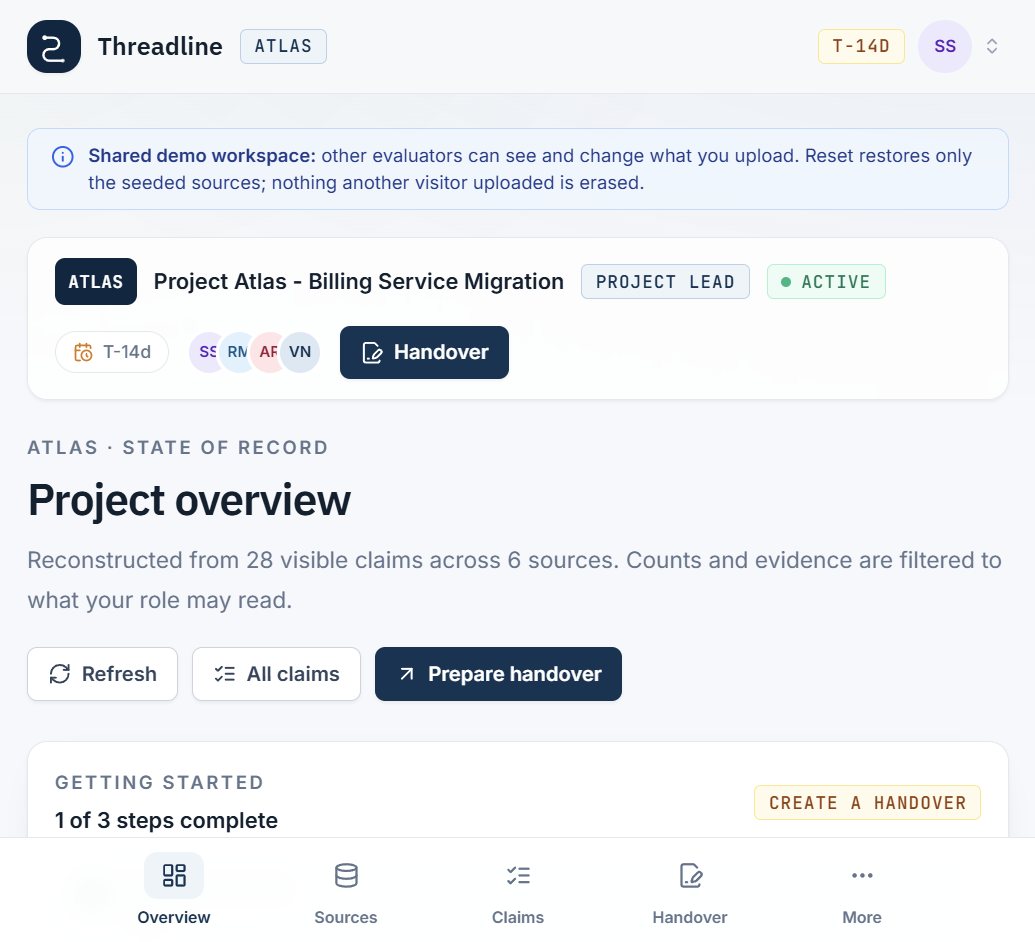 Threadline
ATLAS
T-14D
SS
Shared demo workspace: other evaluators can see and change what you upload. Reset restores only
the seeded sources; nothing another visitor uploaded is erased.
ATLAS
Project Atlas - Billing Service Migration
PROJECT LEAD
ACTIVE
T-14d
SS
RM
AR
VN
Handover
ATLAS · STATE OF RECORD
Project overview
Reconstructed from 28 visible claims across 6 sources. Counts and evidence are filtered to
what your role may read.
Refresh
All claims
Prepare handover
GETTING STARTED
1 of 3 steps complete
CREATE A HANDOVER
Overview
Sources
Claims
Handover
More